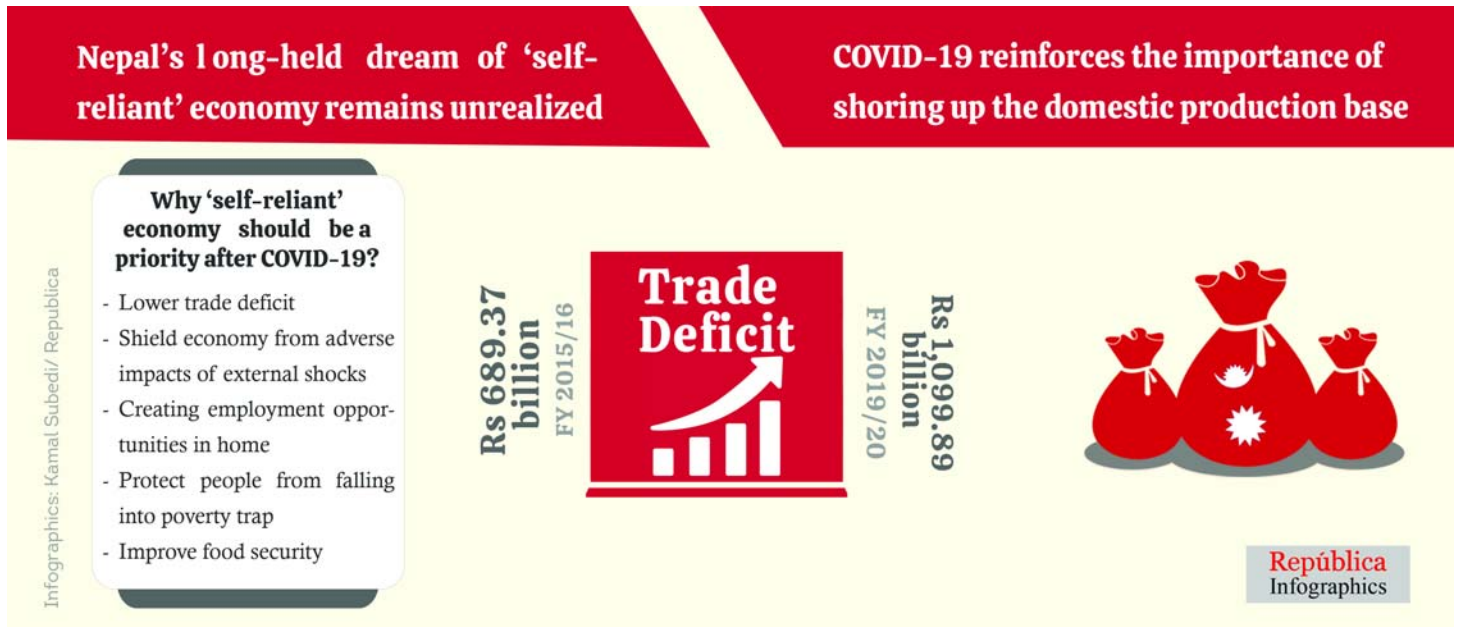 Nepal's long-held dream of 'self-
reliant' economy remains unrealized
COVID-19 reinforces the importance of
shoring up the domestic production base
Why 'self-reliant'
economy should be a
priority after COVID-19?
- Lower trade deficit
- Shield economy from adverse
impacts of external shocks
- Creating employment oppor-
tunities in home
- Protect people from falling
into poverty trap
- Improve food security
Rs 689.37
billion
FY 2015/16
Trade
Deficit
Rs 1,099.89
billion
FY 2019/20
Infographics: Kamal Subedi/ Republica
República
Infographics